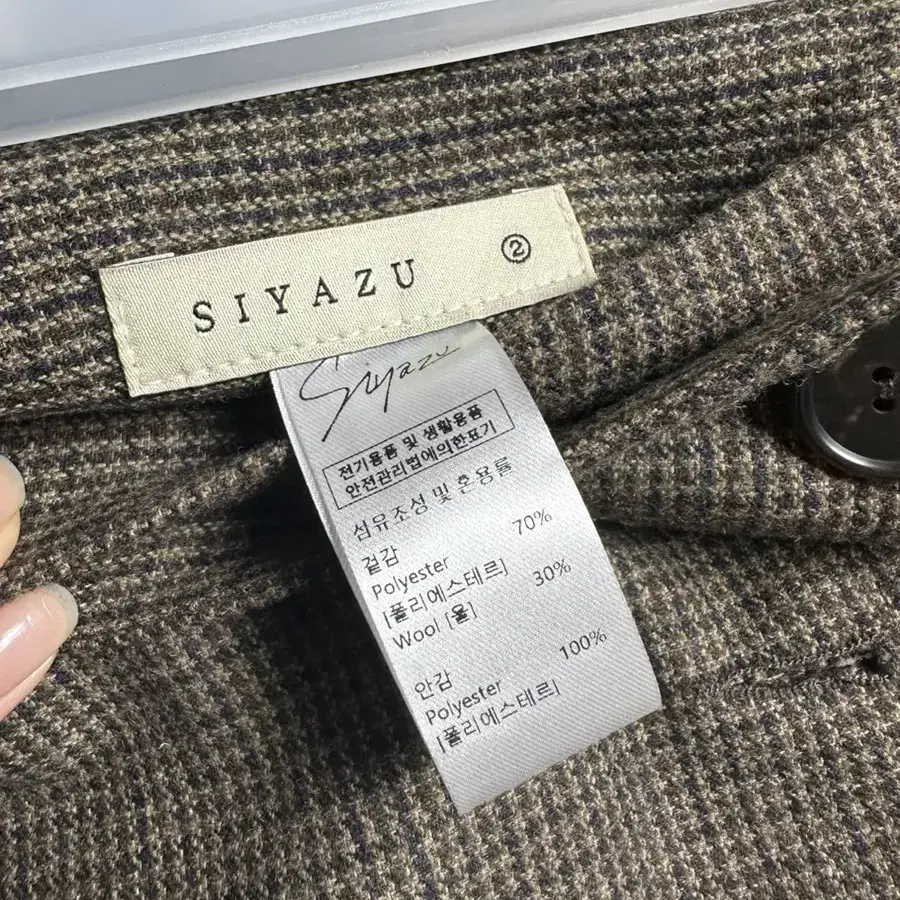 SIYAZU ②
Siyazu
전기용품 및 생활용품
안전관리법에의한표기
섬유조성 및 혼용률
겉감 70%
Polyester
[폴리에스테르] 30%
Wool [울]
안감 100%
Polyester
[폴리에스테르]